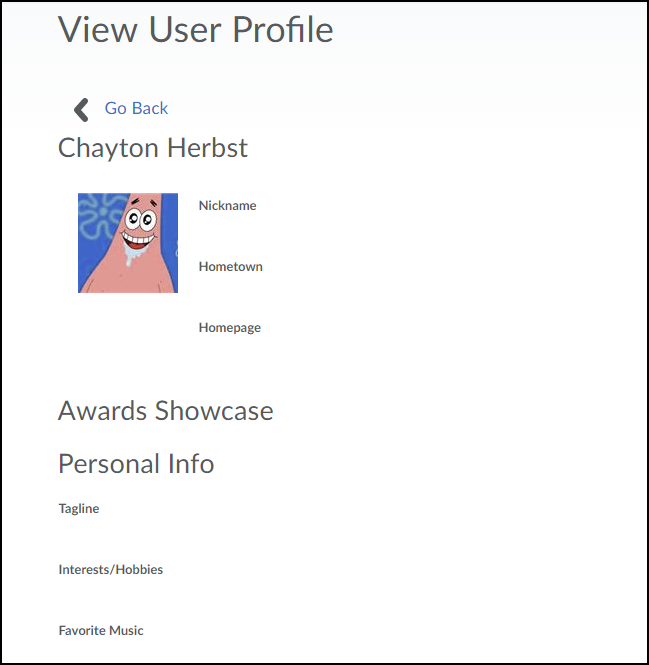 View User Profile
Go Back
Chayton Herbst
Nickname
Hometown
Homepage
Awards Showcase
Personal Info
Tagline
Interests/Hobbies
Favorite Music